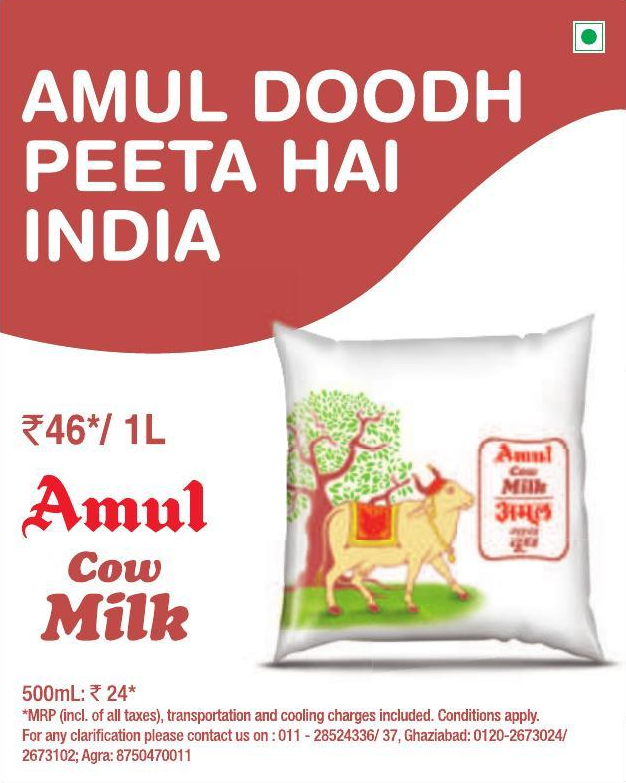 AMUL DOODH
PEETA HAI
INDIA
₹46*/ 1L
Amul
Cow
Milk
Amul
Cow
Milk
अमूल
गाय
दूध
500mL: ₹ 24*
*MRP (incl. of all taxes), transportation and cooling charges included. Conditions apply.
For any clarification please contact us on : 011 - 28524336/ 37, Ghaziabad: 0120-2673024/
2673102; Agra: 8750470011